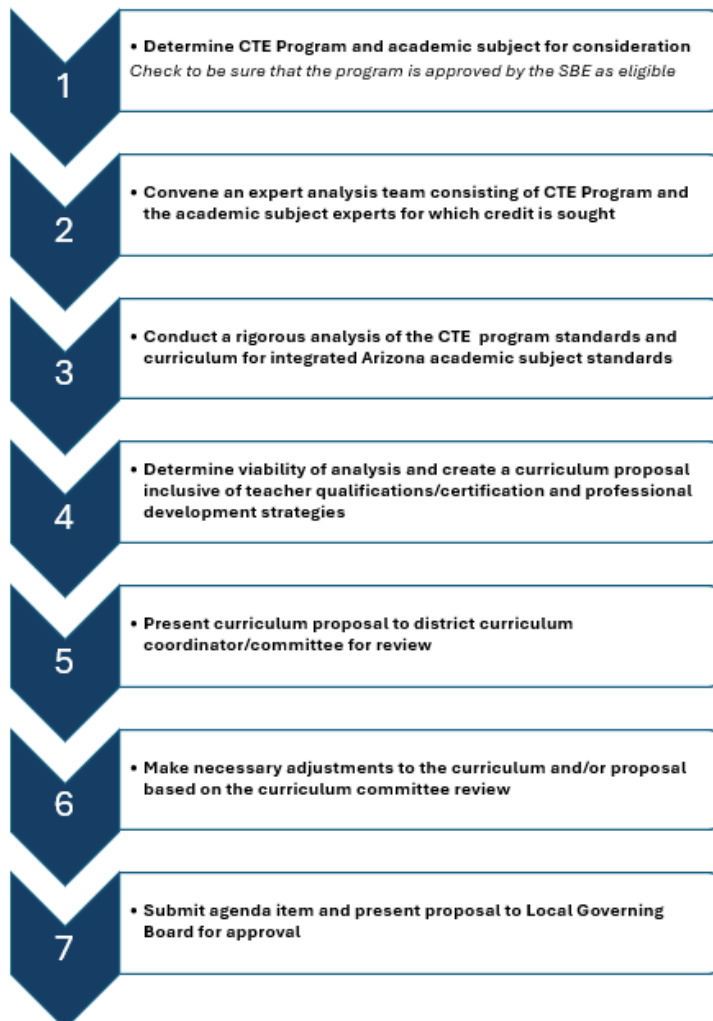 1
• Determine CTE Program and academic subject for consideration
Check to be sure that the program is approved by the SBE as eligible
2
• Convene an expert analysis team consisting of CTE Program and
the academic subject experts for which credit is sought
3
• Conduct a rigorous analysis of the CTE program standards and
curriculum for integrated Arizona academic subject standards
4
• Determine viability of analysis and create a curriculum proposal
inclusive of teacher qualifications/certification and professional
development strategies
5
• Present curriculum proposal to district curriculum
coordinator/committee for review
6
• Make necessary adjustments to the curriculum and/or proposal
based on the curriculum committee review
7
• Submit agenda item and present proposal to Local Governing
Board for approval